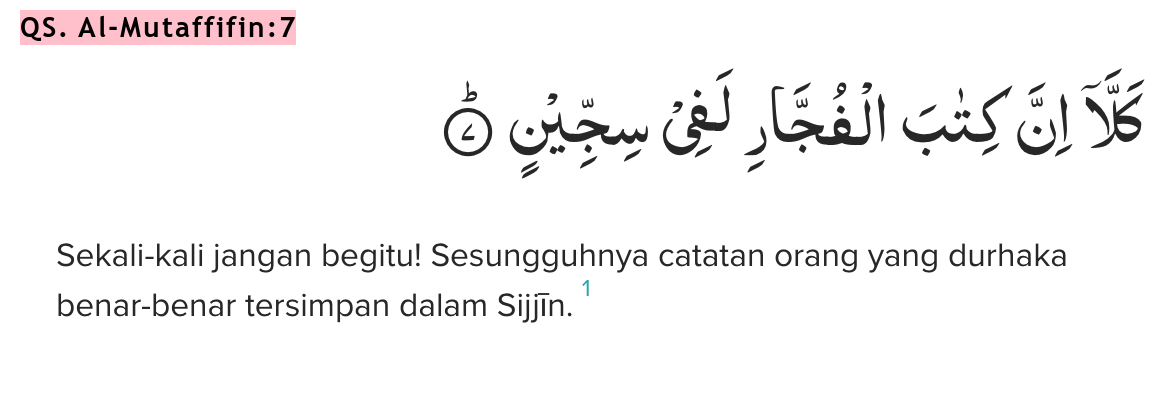 QS. Al-Mutaffifin:7
كَلَّآ اِنَّ كِتٰبَ الْفُجَّارِ لَفِيْ سِجِّيْنٍۗ ٧
Sekali-kali jangan begitu! Sesungguhnya catatan orang yang durhaka
benar-benar tersimpan dalam Sijjīn. 1